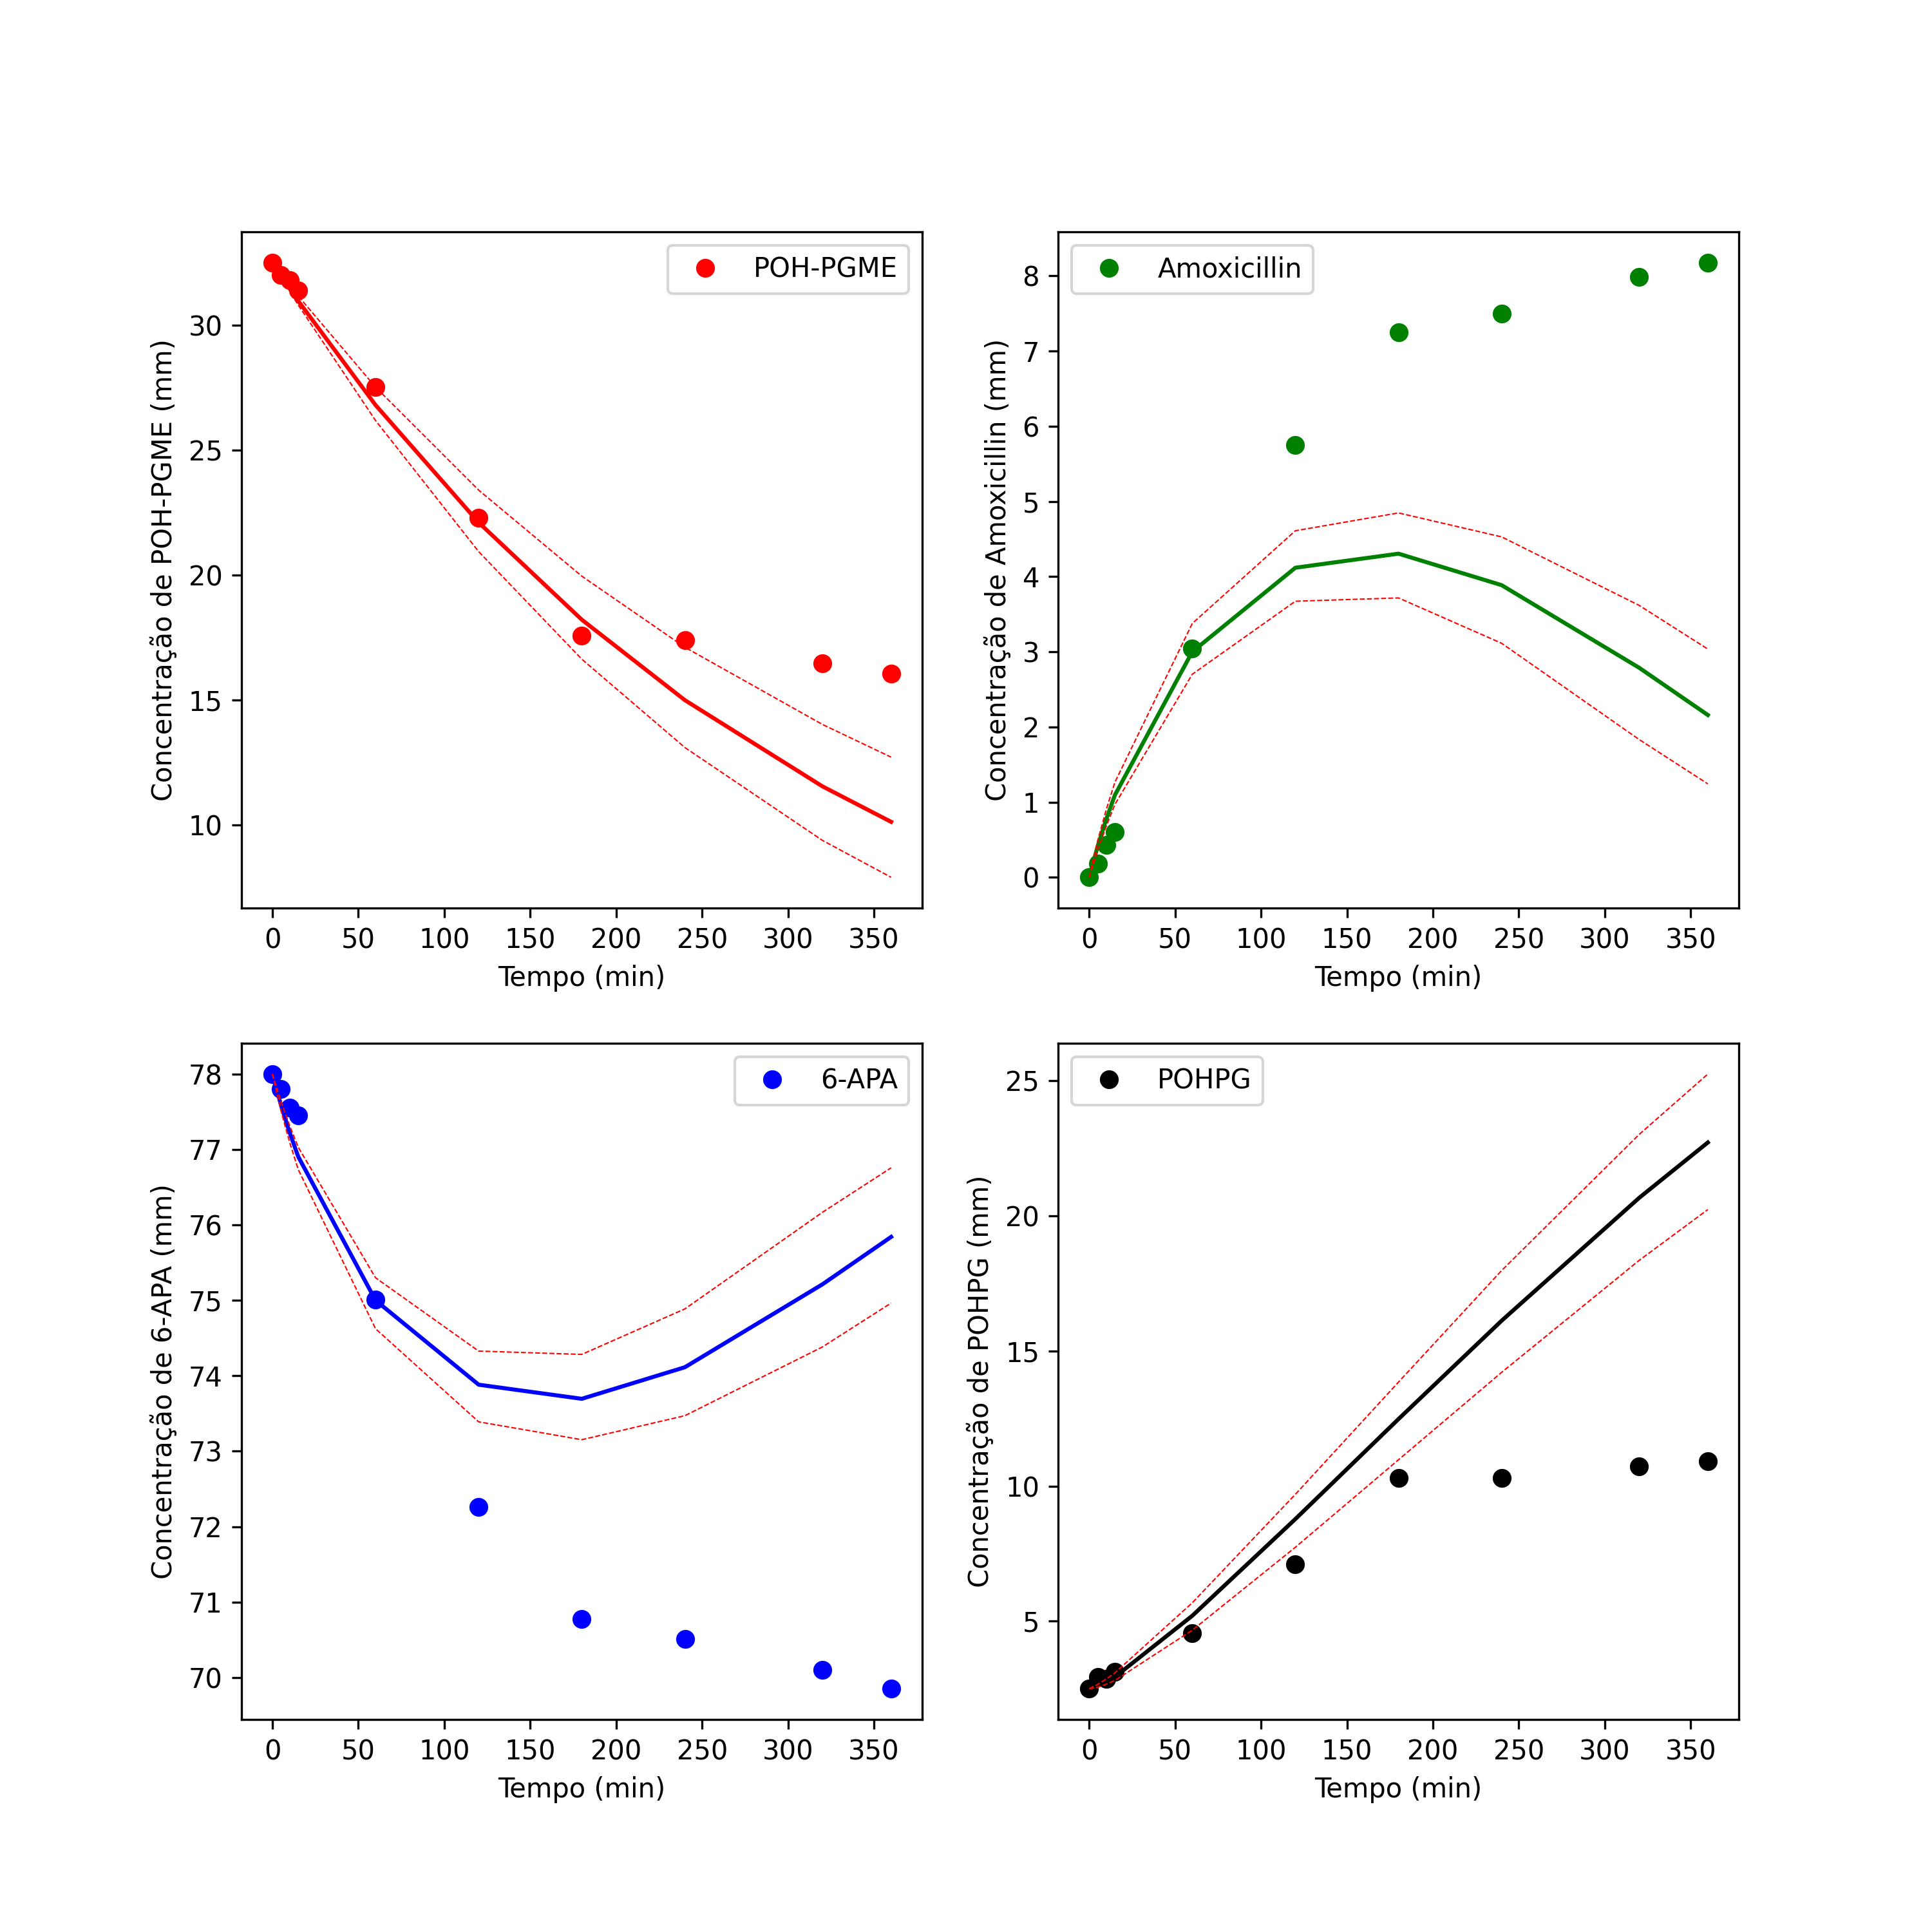 POH-PGME
Concentração de POH-PGME (mm)
30
25
20
15
10
0 50 100 150 200 250 300 350
Tempo (min)
Amoxicillin
Concentração de Amoxicillin (mm)
8
7
6
5
4
3
2
1
0
0 50 100 150 200 250 300 350
Tempo (min)
6-APA
Concentração de 6-APA (mm)
78
77
76
75
74
73
72
71
70
0 50 100 150 200 250 300 350
Tempo (min)
POHPG
Concentração de POHPG (mm)
25
20
15
10
5
0 50 100 150 200 250 300 350
Tempo (min)